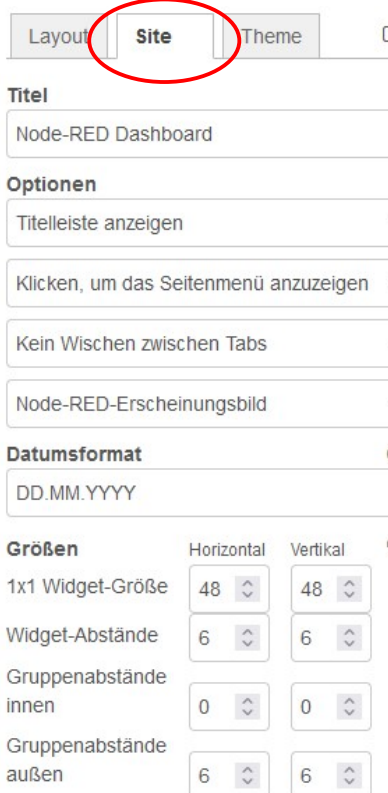 Layout Site Theme
Titel
Node-RED Dashboard
Optionen
Titelleiste anzeigen
Klicken, um das Seitenmenü anzuzeigen
Kein Wischen zwischen Tabs
Node-RED-Erscheinungsbild
Datumsformat
DD.MM.YYYY
Größen Horizontal Vertikal
1x1 Widget-Größe 48 48
Widget-Abstände 6 6
Gruppenabstände
innen 0 0
Gruppenabstände
außen 6 6